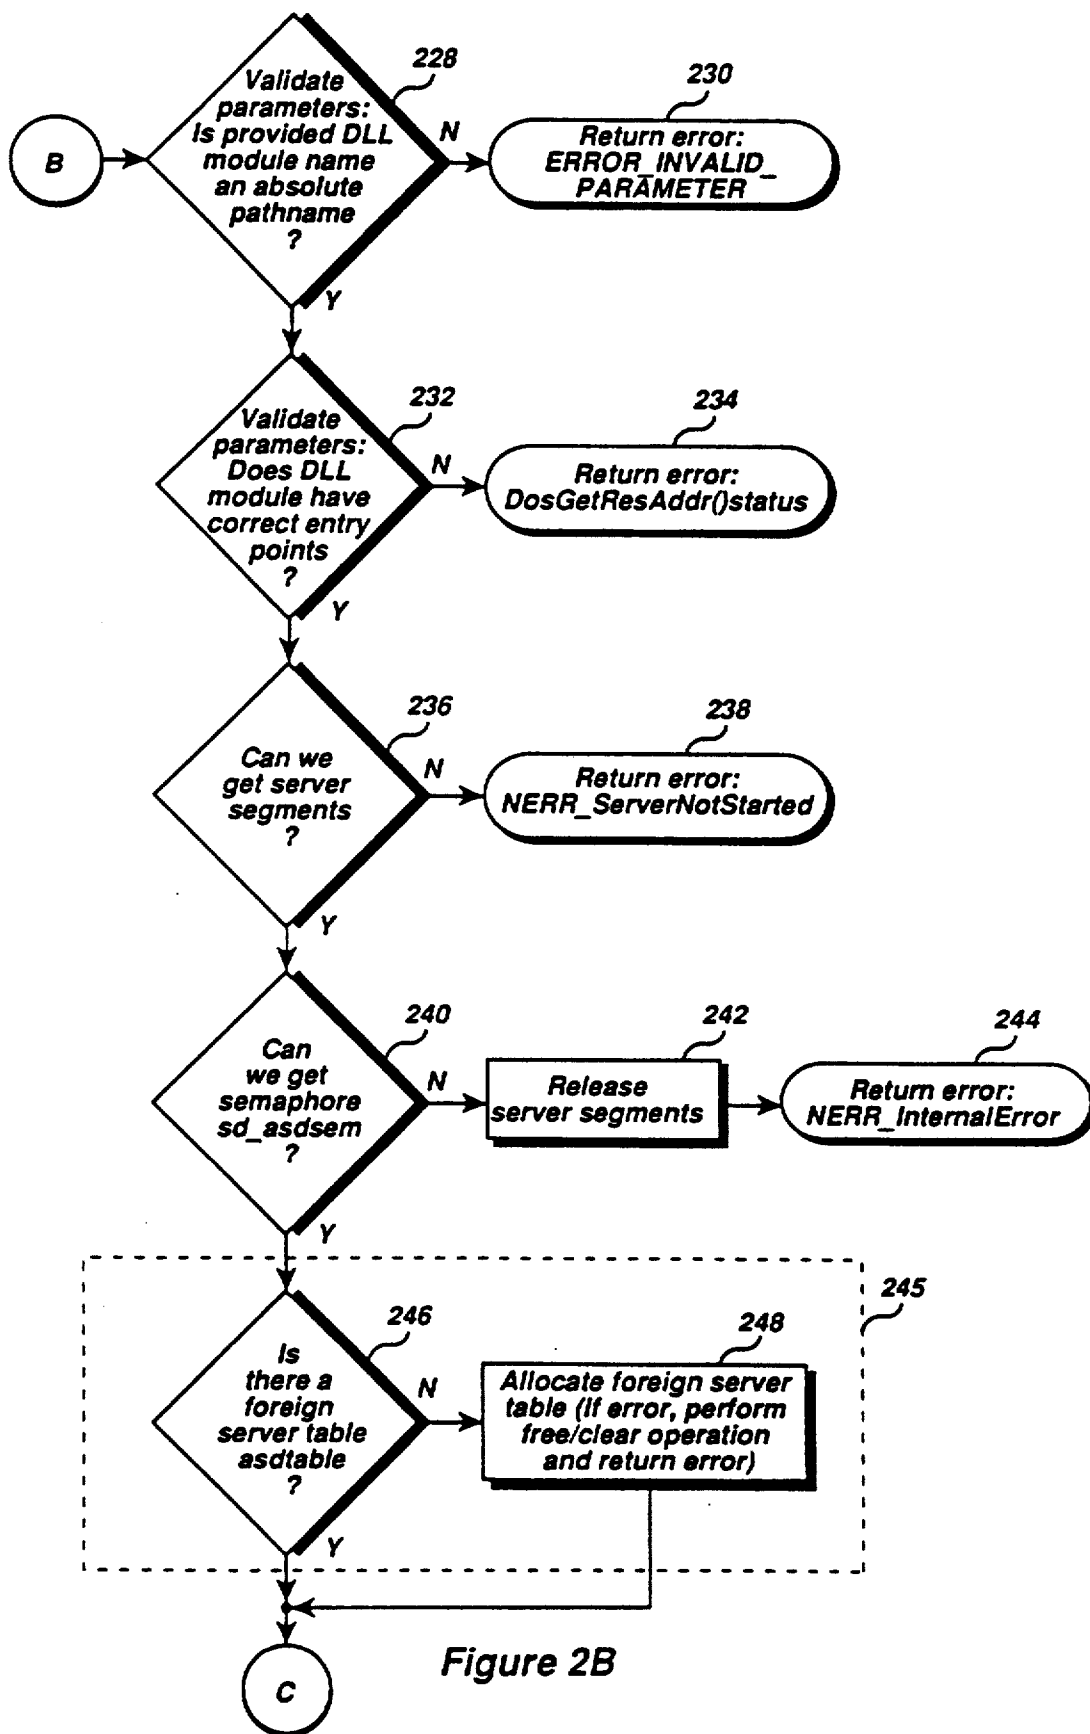 228
Validate
parameters:
Is provided DLL
module name
an absolute
pathname
?
B
N
230
Return error:
ERROR_INVALID_
PARAMETER
Y
232
Validate
parameters:
Does DLL
module have
correct entry
points
?
N
234
Return error:
DosGetResAddr()status
Y
236
Can we
get server
segments
?
N
238
Return error:
NERR_ServerNotStarted
Y
240
Can
we get
semaphore
sd_asdsem
?
N
242
Release
server segments
244
Return error:
NERR_InternalError
Y
245
246
Is
there a
foreign
server table
asdtable
?
N
248
Allocate foreign server
table (If error, perform
free/clear operation
and return error)
Y
C
Figure 2B